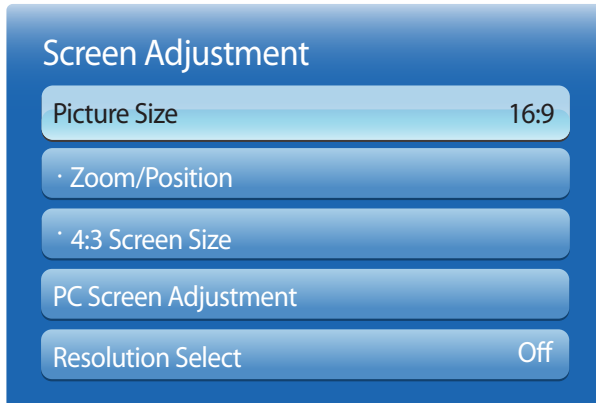 Screen Adjustment
Picture Size 16:9
· Zoom/Position
· 4:3 Screen Size
PC Screen Adjustment
Resolution Select Off